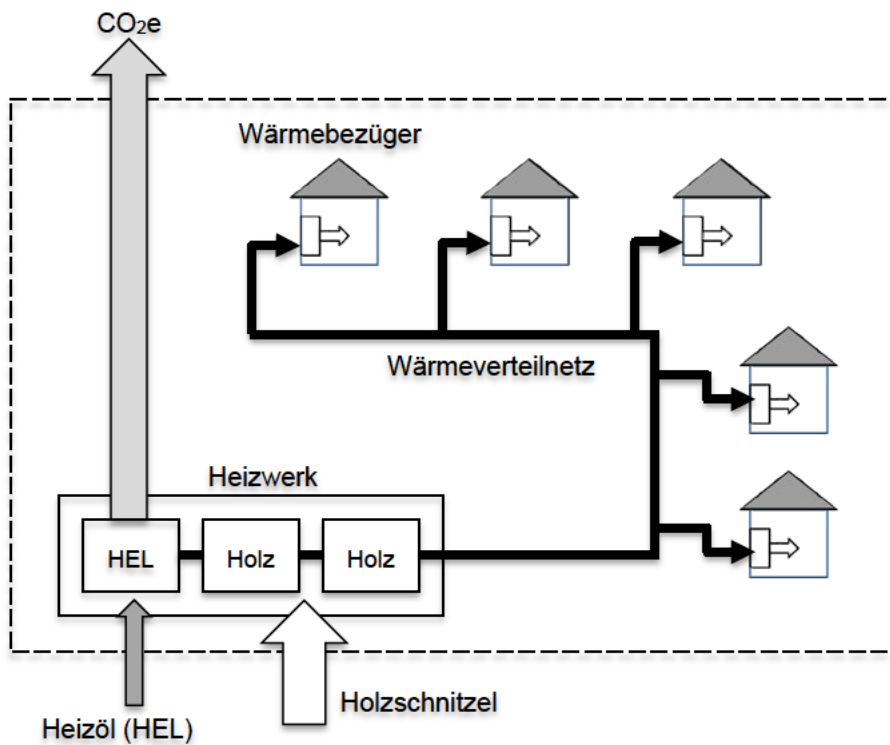 CO₂e
Wärmebezüger
Wärmeverteilnetz
Heizwerk
HEL
Holz
Holz
Holzschnitzel
Heizöl (HEL)